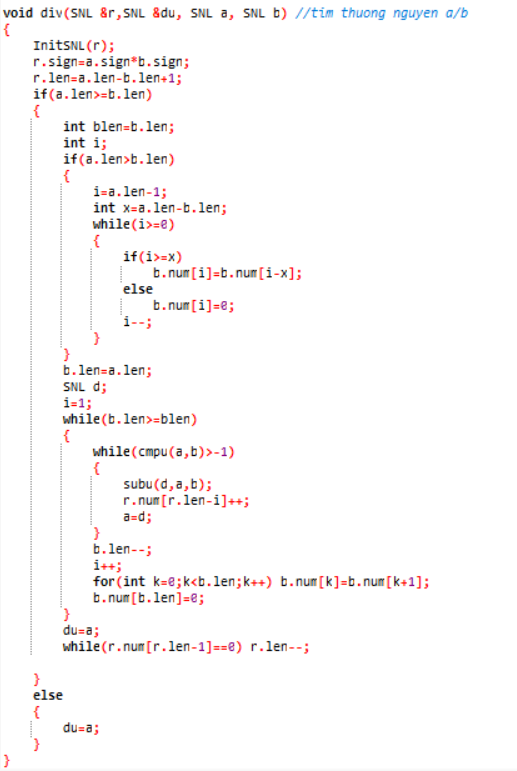 void div(SNL &r,SNL &du, SNL a, SNL b) //tim thuong nguyen a/b
{
    InitSNL(r);
    r.sign=a.sign*b.sign;
    r.len=a.len-b.len+1;
    if(a.len>=b.len)
    {
        int blen=b.len;
        int i;
        if(a.len>b.len)
        {
            i=a.len-1;
            int x=a.len-b.len;
            while(i>=0)
            {
                if(i>=x)
                    b.num[i]=b.num[i-x];
                else
                    b.num[i]=0;
                i--;
            }
        }
        b.len=a.len;
        SNL d;
        i=1;
        while(b.len>=blen)
        {
            while(cmpu(a,b)>-1)
            {
                subu(d,a,b);
                r.num[r.len-i]++;
                a=d;
            }
            b.len--;
            i++;
            for(int k=0;k<b.len;k++) b.num[k]=b.num[k+1];
            b.num[b.len]=0;
        }
        du=a;
        while(r.num[r.len-1]==0) r.len--;
    }
    else
    {
        du=a;
    }
}